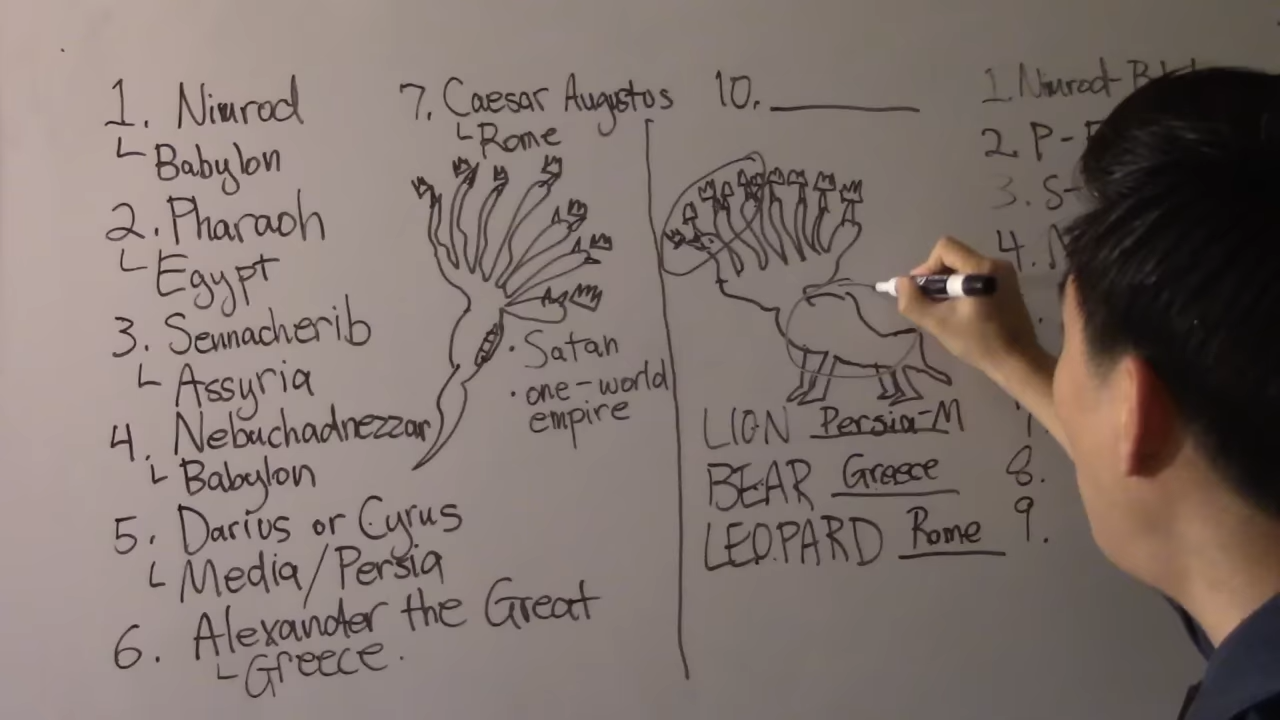 1. Nimrod
Babylon
2. Pharaoh
Egypt
3. Sennacherib
Assyria
4. Nebuchadnezzar
Babylon
5. Darius or Cyrus
Media/Persia
6. Alexander the Great
Greece.
7. Caesar Augustos
Rome
• Satan
• one-world
empire
10.
LION Persia-M
BEAR Greece
LEOPARD Rome
1. Nimrod-
2. P-
3. S-
4.
8.
9.